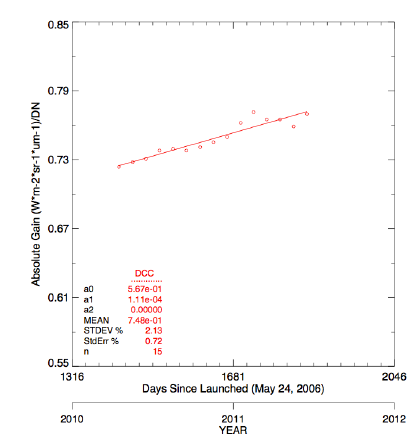 0.85
0.79
0.73
0.67
0.61
0.55
Absolute Gain (W*m-2*sr-1*um-1)/DN
DCC
a0 5.67e-01
a1 1.11e-04
a2 0.00000
MEAN 7.48e-01
STDEV % 2.13
StdErr % 0.72
n 15
1316 1681 2046
Days Since Launched (May 24, 2006)
2010 2011 2012
YEAR